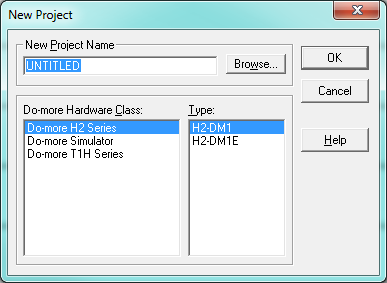 New Project
New Project Name
UNTITLED
Browse...
OK
Cancel
Help
Do-more Hardware Class:
Type:
Do-more H2 Series
Do-more Simulator
Do-more T1H Series
H2-DM1
H2-DM1E